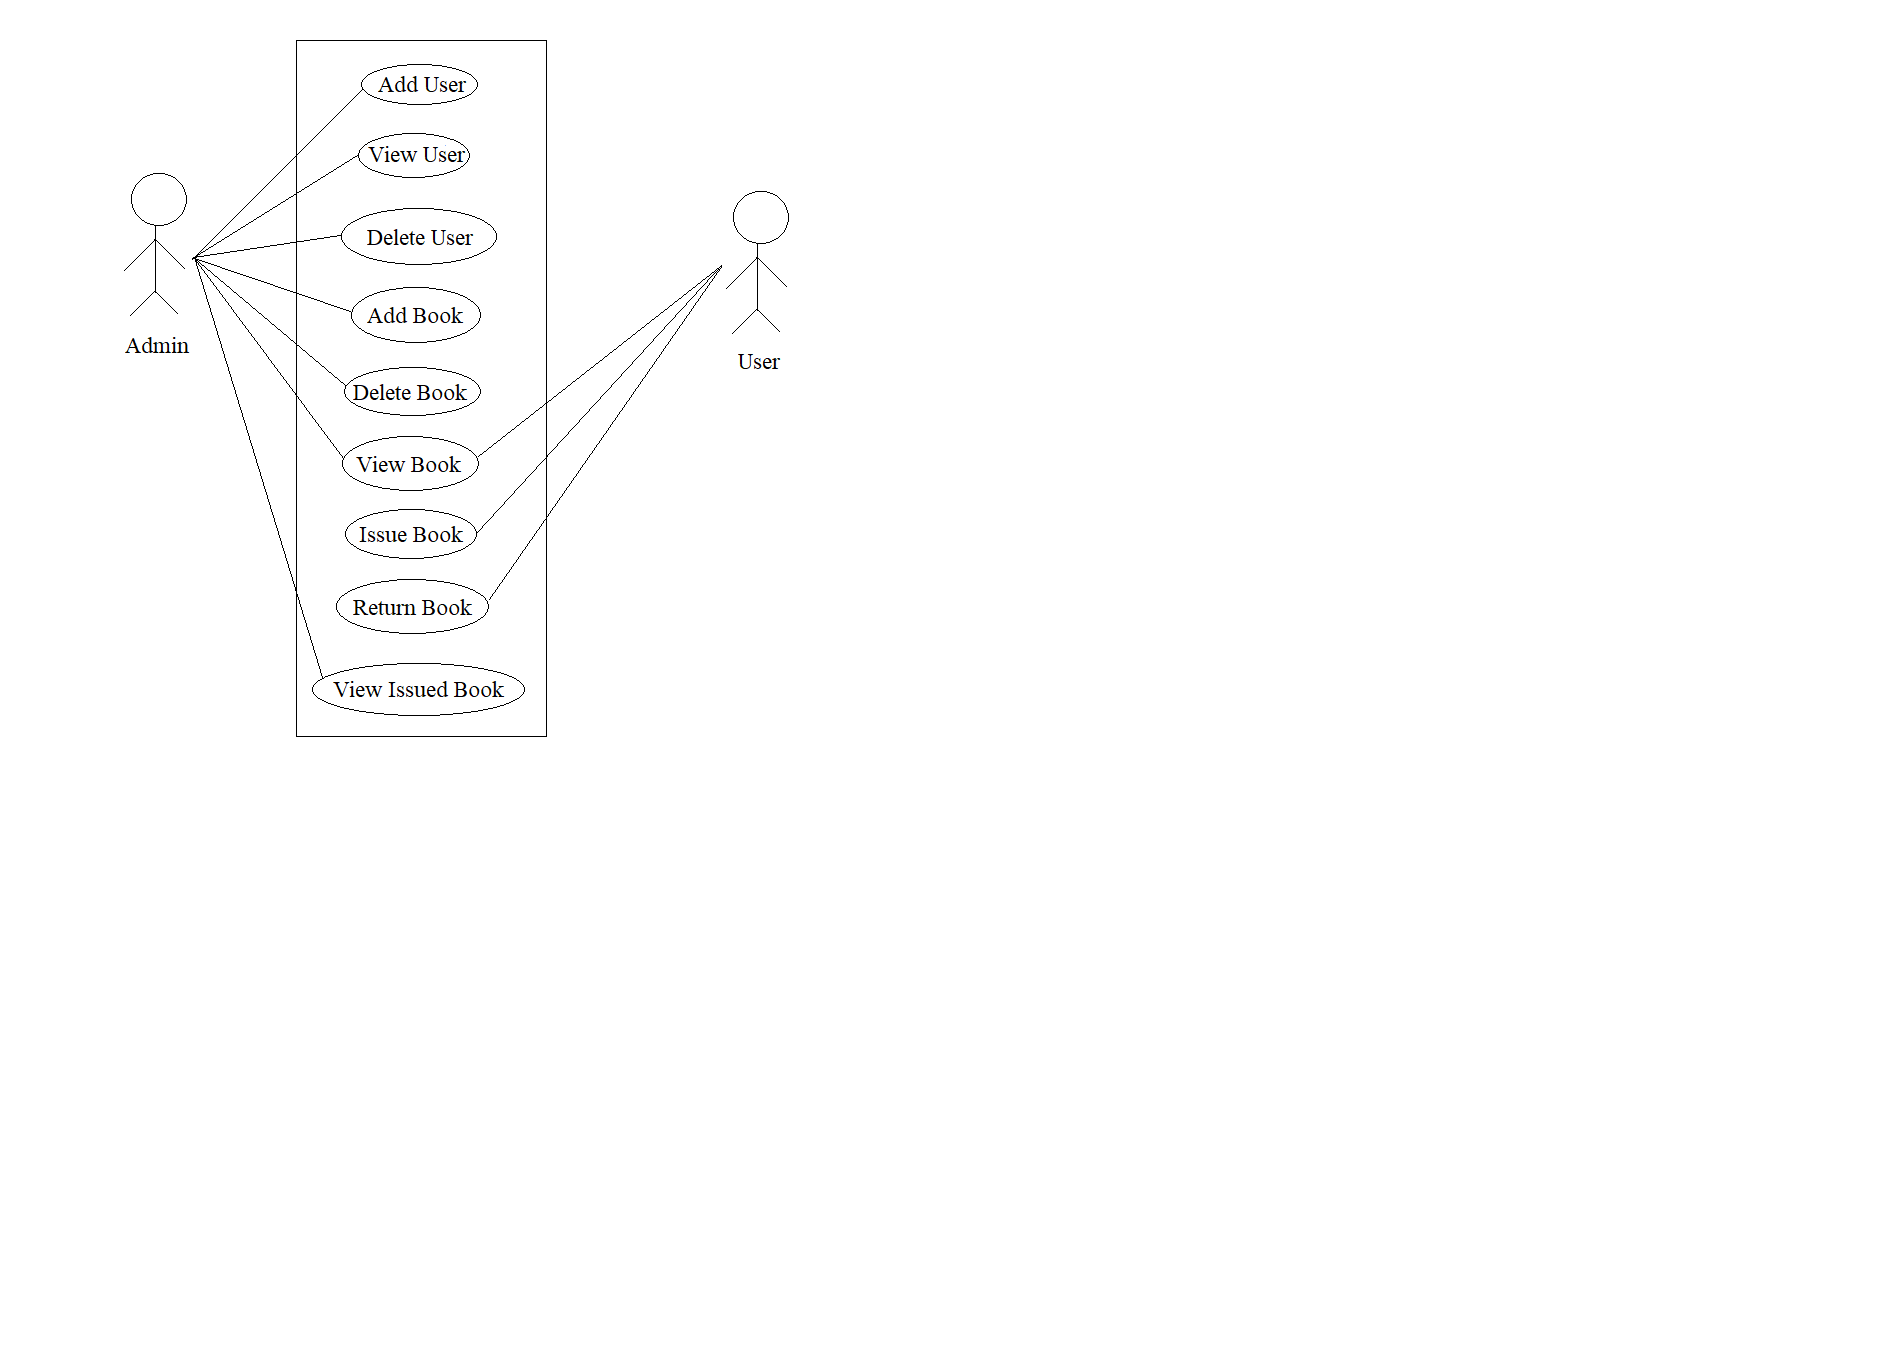 Add User
View User
Delete User
Add Book
Admin
User
Delete Book
View Book
Issue Book
Return Book
View Issued Book